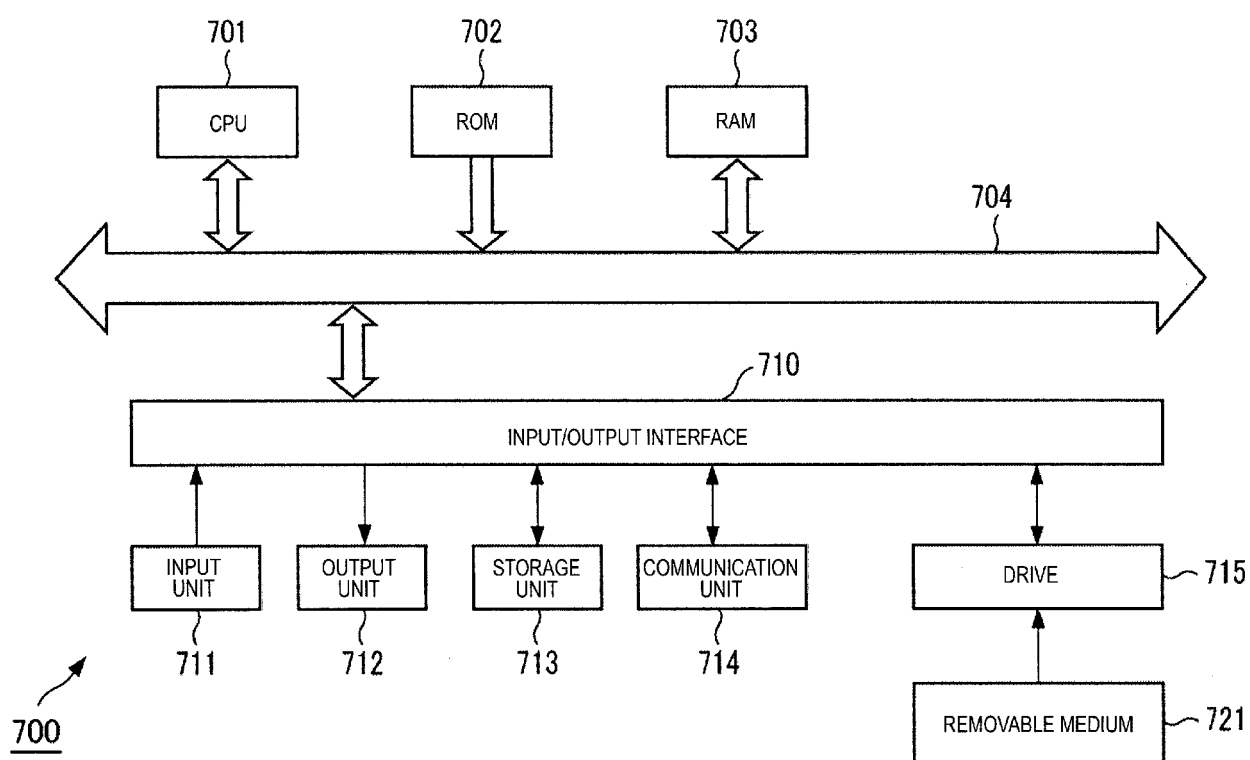 701
702
703
CPU
ROM
RAM
704
710
INPUT/OUTPUT INTERFACE
INPUT
UNIT
OUTPUT
UNIT
STORAGE
UNIT
COMMUNICATION
UNIT
DRIVE
715
711
712
713
714
700
REMOVABLE MEDIUM
721